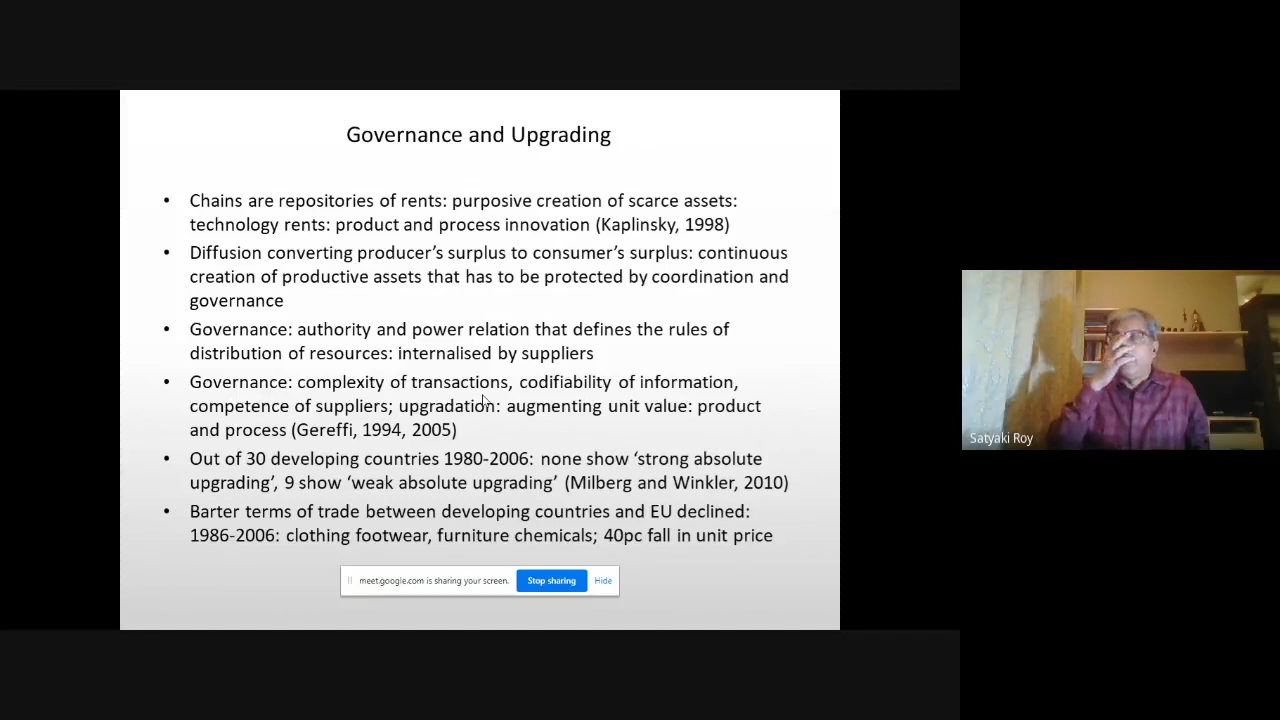 Governance and Upgrading
• Chains are repositories of rents: purposive creation of scarce assets:
technology rents: product and process innovation (Kaplinsky, 1998)
• Diffusion converting producer’s surplus to consumer’s surplus: continuous
creation of productive assets that has to be protected by coordination and
governance
• Governance: authority and power relation that defines the rules of
distribution of resources: internalised by suppliers
• Governance: complexity of transactions, codifiability of information,
competence of suppliers; upgradation: augmenting unit value: product
and process (Gereffi, 1994, 2005)
• Out of 30 developing countries 1980-2006: none show ‘strong absolute
upgrading’, 9 show ‘weak absolute upgrading’ (Milberg and Winkler, 2010)
• Barter terms of trade between developing countries and EU declined:
1986-2006: clothing footwear, furniture chemicals; 40pc fall in unit price
meet.google.com is sharing your screen. Stop sharing Hide
Satyaki Roy